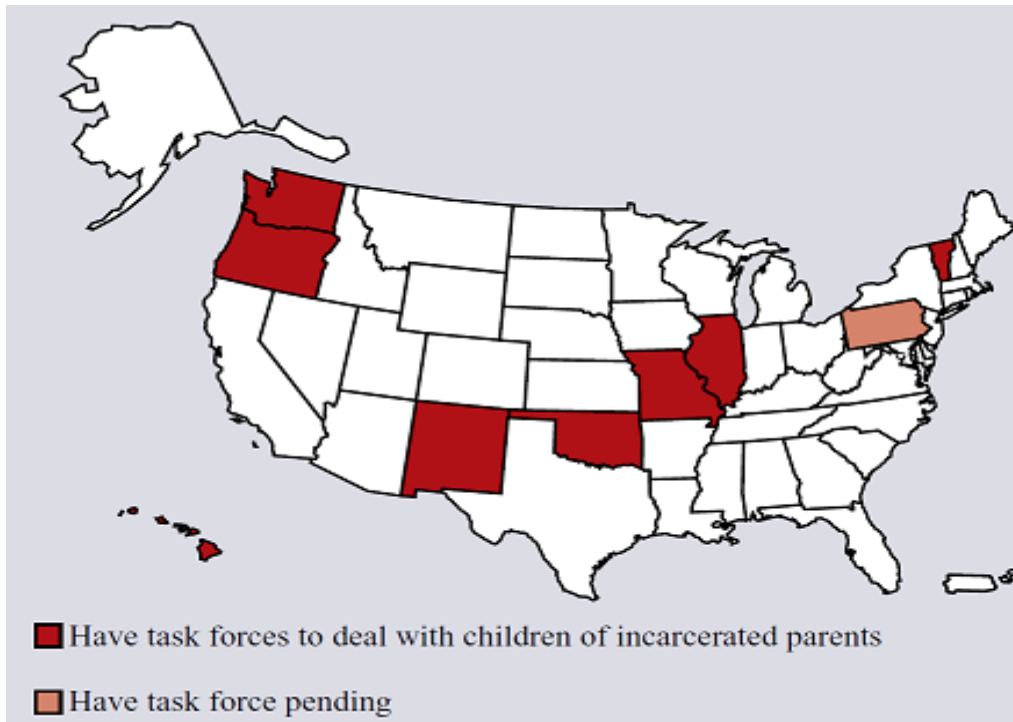 Have task forces to deal with children of incarcerated parents
Have task force pending